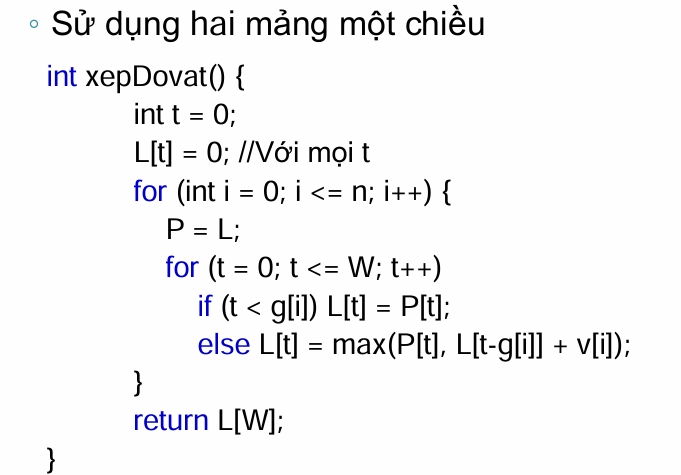 ◦ Sử dụng hai mảng một chiều
int xepDovat() {
int t = 0;
L[t] = 0; //Với mọi t
for (int i = 0; i <= n; i++) {
P = L;
for (t = 0; t <= W; t++)
if (t < g[i]) L[t] = P[t];
else L[t] = max(P[t], L[t-g[i]] + v[i]);
}
return L[W];
}